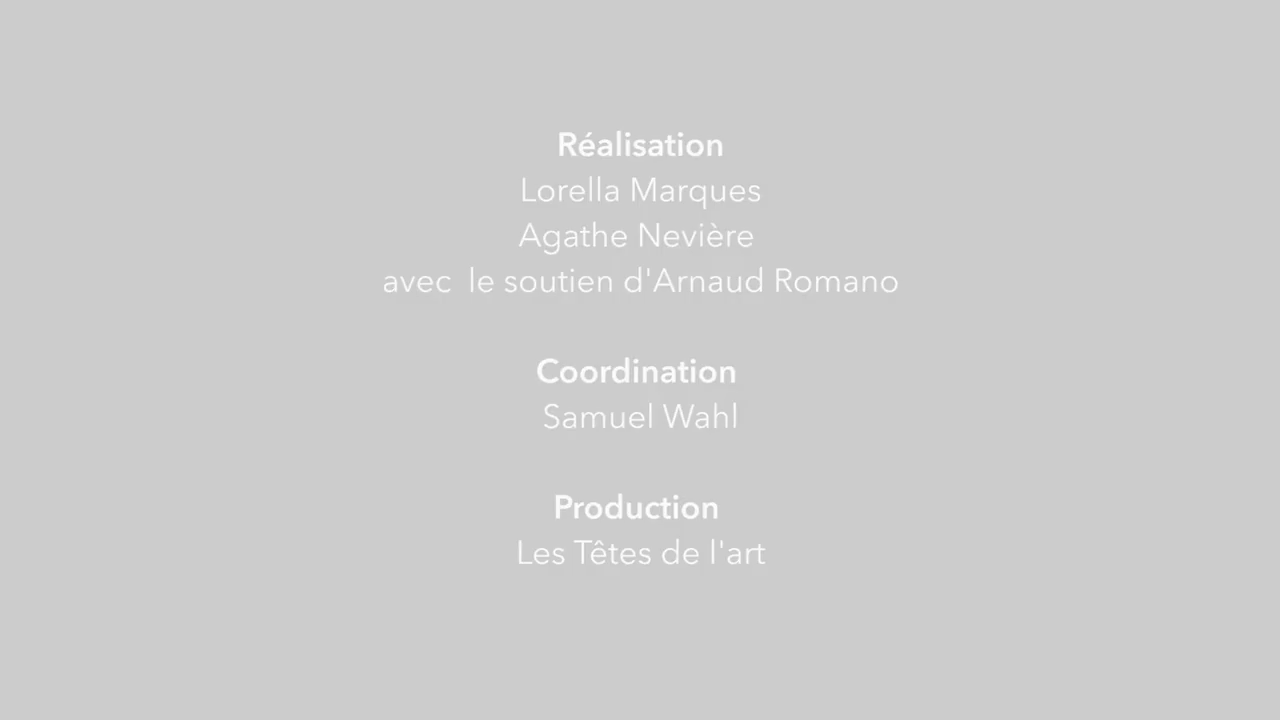 Réalisation
Lorella Marques
Agathe Nevière
avec  le soutien d'Arnaud Romano
Coordination
Samuel Wahl
Production
Les Têtes de l'art